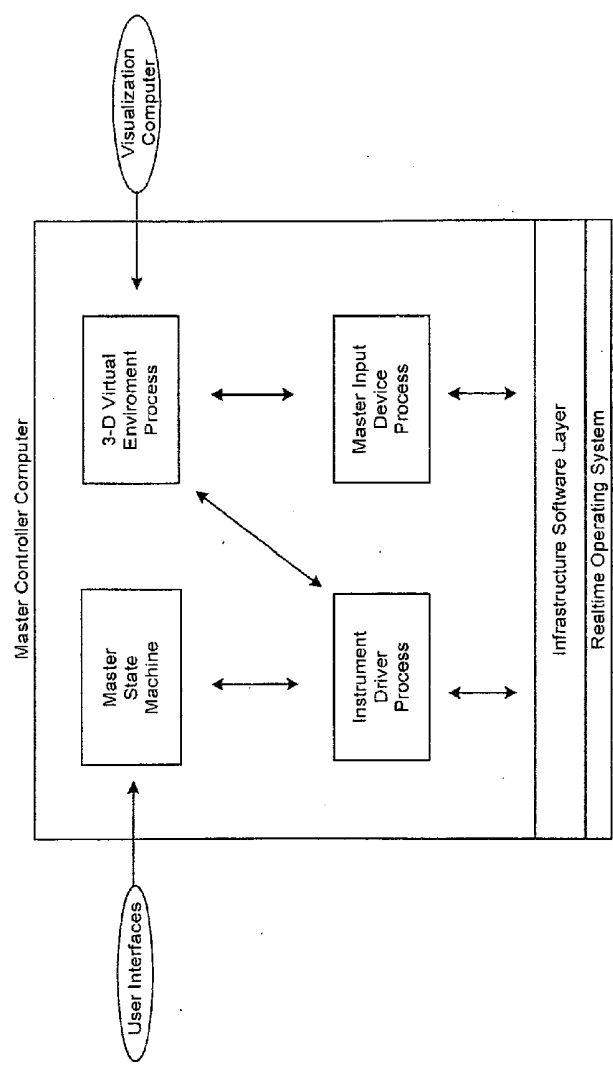 Master Controller Computer
User Interfaces
Master
State
Machine
3-D Virtual
Enviroment
Process
Visualization
Computer
Instrument
Driver
Process
Master Input
Device
Process
Infrastructure Software Layer
Realtime Operating System